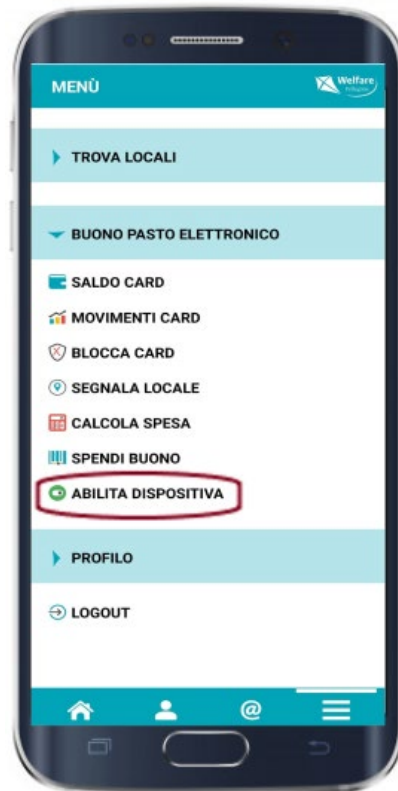 MENÙ
Welfare
TROVA LOCALI
BUONO PASTO ELETTRONICO
SALDO CARD
MOVIMENTI CARD
BLOCCA CARD
SEGNALA LOCALE
CALCOLA SPESA
SPENDI BUONO
ABILITA DISPOSITIVA
PROFILO
LOGOUT
@